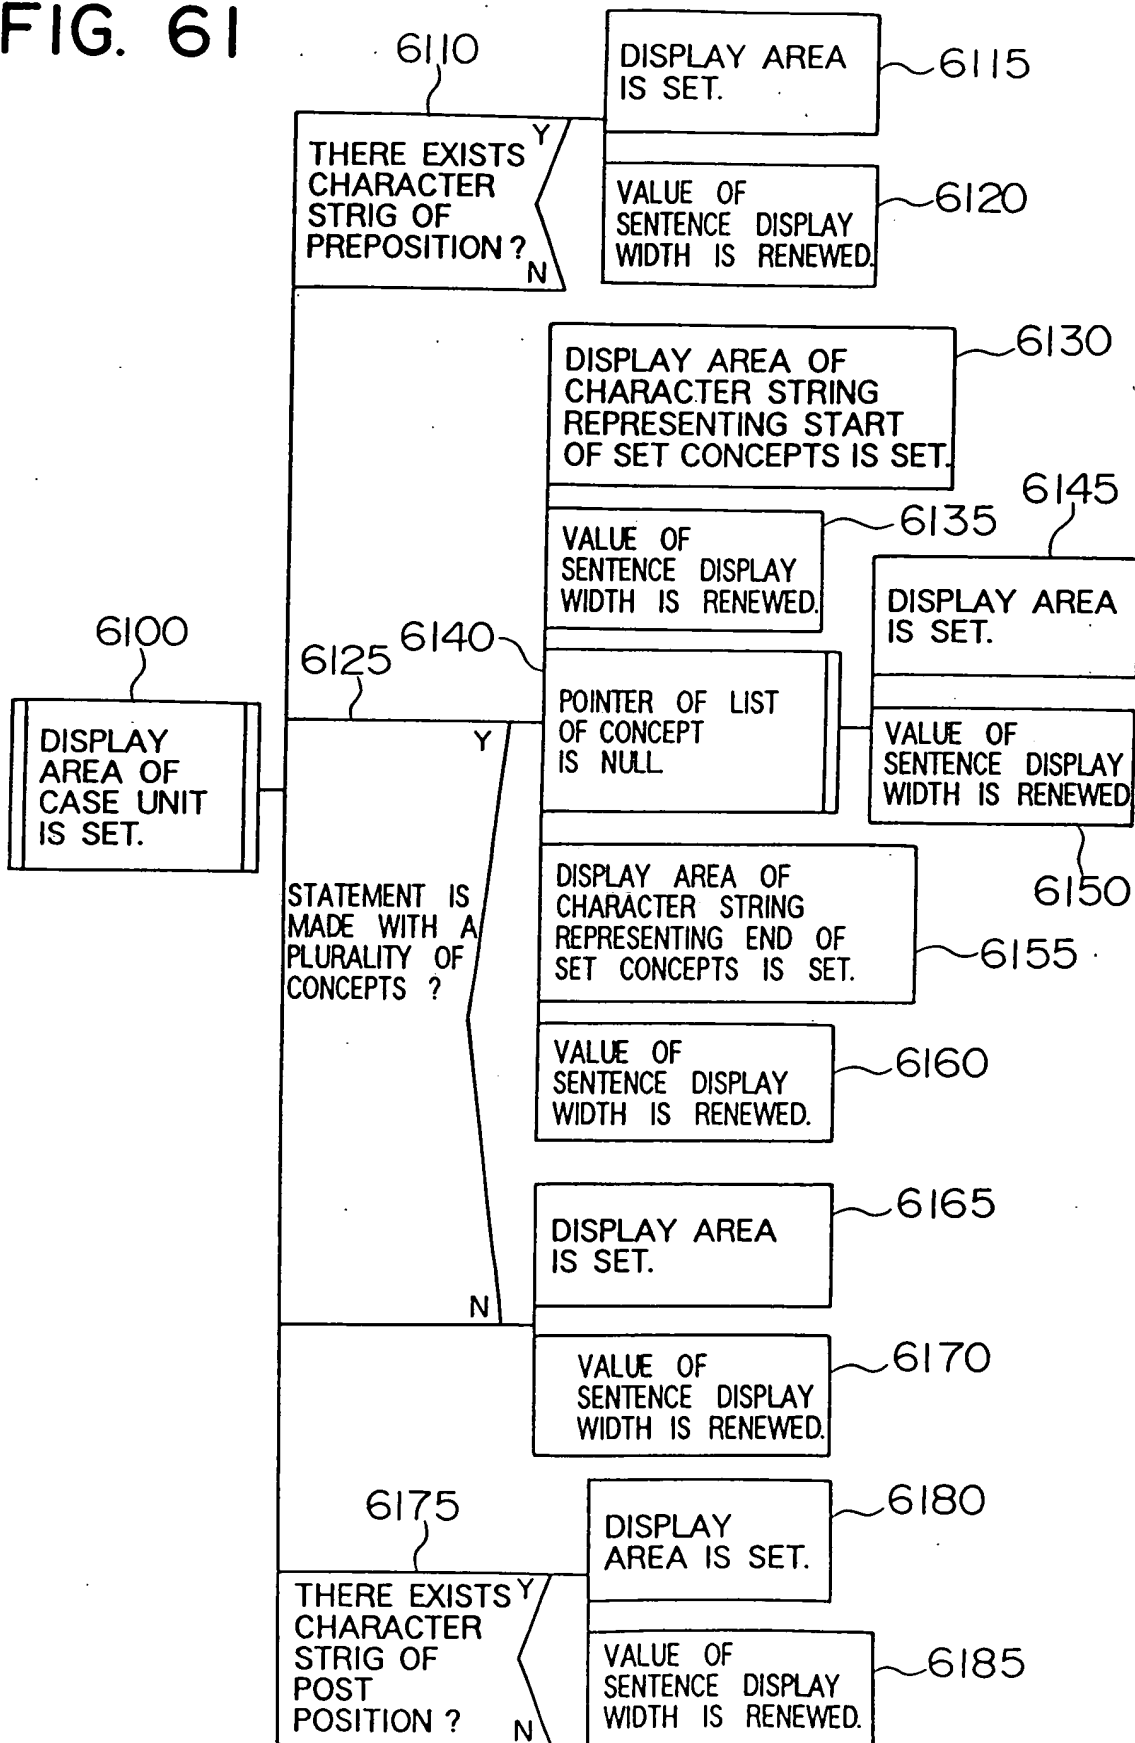 FIG. 61
6110
THERE EXISTS
CHARACTER
STRIG OF
PREPOSITION ?
Y
N
DISPLAY AREA
IS SET.
6115
VALUE OF
SENTENCE DISPLAY
WIDTH IS RENEWED.
6120
6100
DISPLAY
AREA OF
CASE UNIT
IS SET.
6125
STATEMENT IS
MADE WITH A
PLURALITY OF
CONCEPTS ?
Y
N
DISPLAY AREA OF
CHARACTER STRING
REPRESENTING START
OF SET CONCEPTS IS SET.
6130
VALUE OF
SENTENCE DISPLAY
WIDTH IS RENEWED.
6135
6140
POINTER OF LIST
OF CONCEPT
IS NULL
6145
DISPLAY AREA
IS SET.
VALUE OF
SENTENCE DISPLAY
WIDTH IS RENEWED
6150
DISPLAY AREA OF
CHARACTER STRING
REPRESENTING END OF
SET CONCEPTS IS SET.
6155
VALUE OF
SENTENCE DISPLAY
WIDTH IS RENEWED.
6160
DISPLAY AREA
IS SET.
6165
VALUE OF
SENTENCE DISPLAY
WIDTH IS RENEWED.
6170
6175
THERE EXISTS
CHARACTER
STRIG OF
POST
POSITION ?
Y
N
DISPLAY
AREA IS SET.
6180
VALUE OF
SENTENCE DISPLAY
WIDTH IS RENEWED.
6185